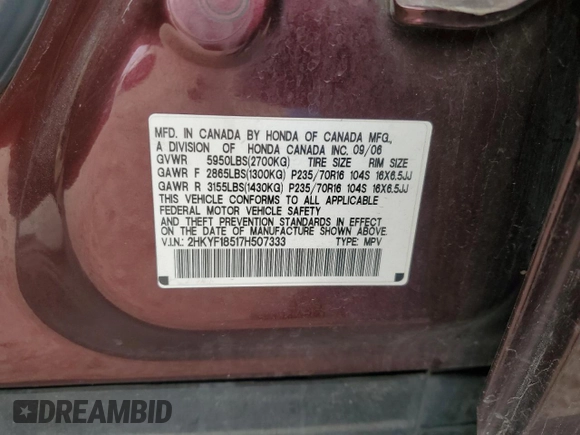 MFD. IN CANADA BY HONDA OF CANADA MFG.,
A DIVISION OF HONDA CANADA INC. 09/06
GVWR 5950LBS(2700KG) TIRE SIZE RIM SIZE
GAWR F 2865LBS(1300KG) P235/70R16 104S 16X6.5JJ
GAWR R 3155LBS(1430KG) P235/70R16 104S 16X6.5JJ
THIS VEHICLE CONFORMS TO ALL APPLICABLE
FEDERAL MOTOR VEHICLE SAFETY
AND THEFT PREVENTION STANDARDS IN EFFECT
ON THE DATE OF MANUFACTURE SHOWN ABOVE.
V.I.N.: 2HKYF18517H507333 TYPE: MPV
DREAMBID